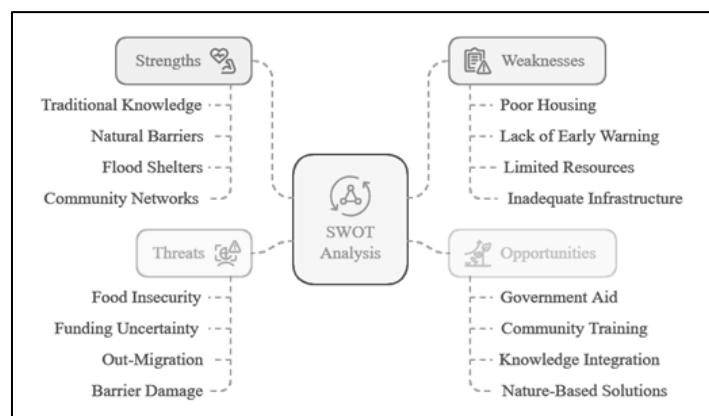 Strengths
Traditional Knowledge
Natural Barriers
Flood Shelters
Community Networks
Weaknesses
Poor Housing
Lack of Early Warning
Limited Resources
Inadequate Infrastructure
SWOT
Analysis
Threats
Food Insecurity
Funding Uncertainty
Out-Migration
Barrier Damage
Opportunities
Government Aid
Community Training
Knowledge Integration
Nature-Based Solutions